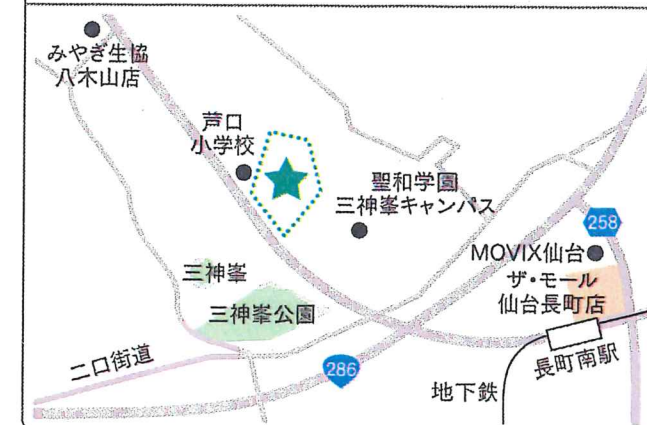 みやぎ生協
八木山店
芦口
小学校
聖和学園
三神峯キャンパス
258
MOVIX仙台
ザ・モール
仙台長町店
三神峯
三神峯公園
二口街道
286
長町南駅
地下鉄